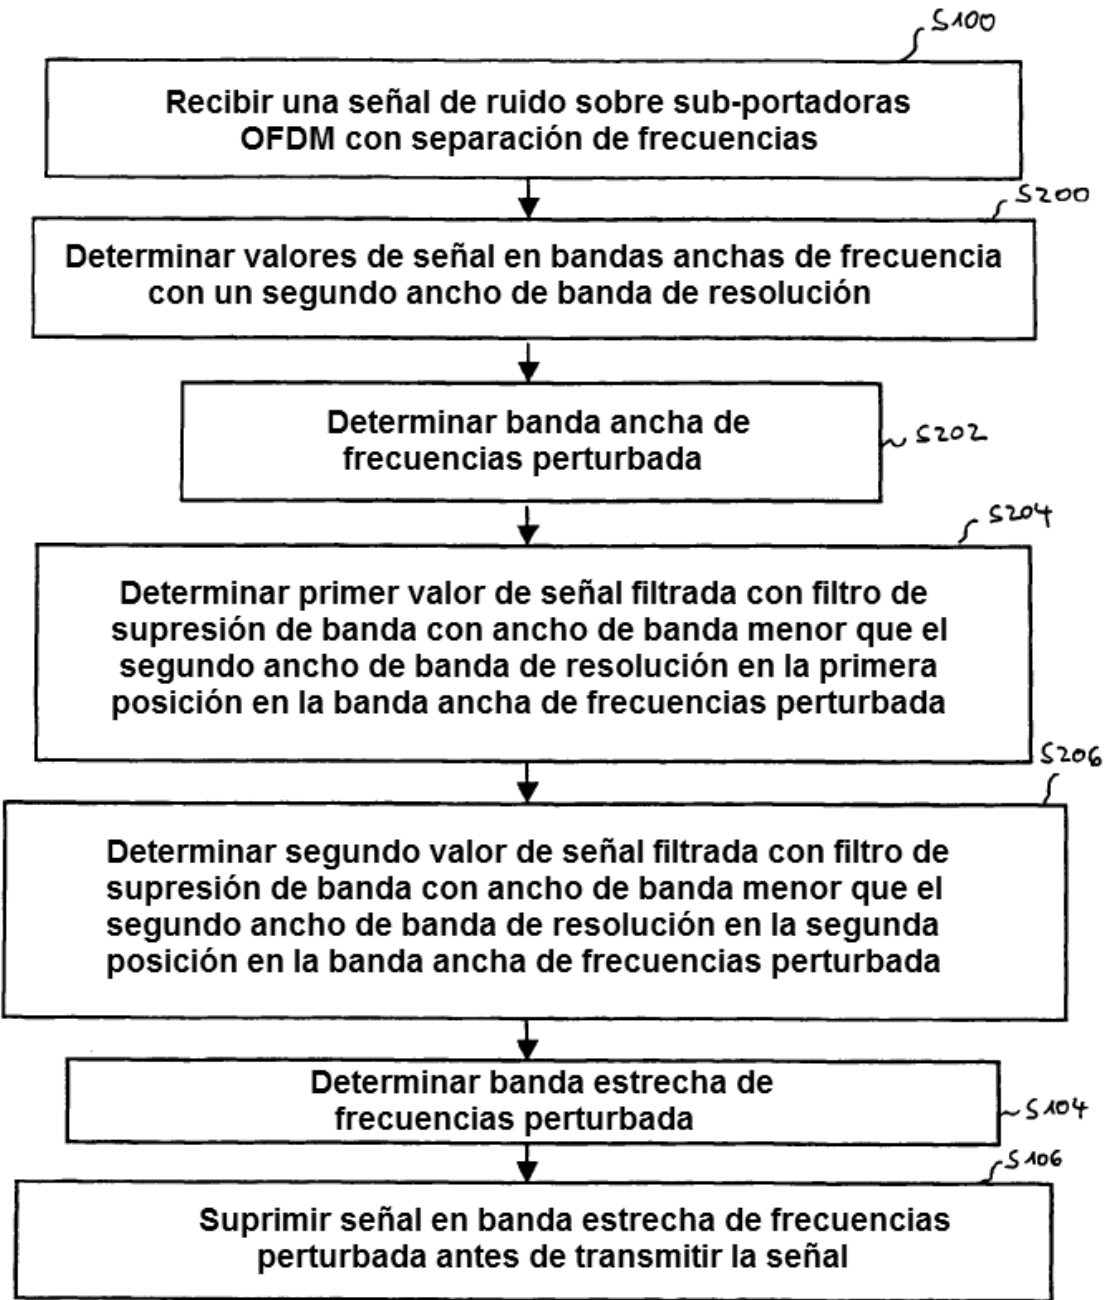 S100
Recibir una señal de ruido sobre sub-portadoras
OFDM con separación de frecuencias
S200
Determinar valores de señal en bandas anchas de frecuencia
con un segundo ancho de banda de resolución
Determinar banda ancha de
frecuencias perturbada
S202
S204
Determinar primer valor de señal filtrada con filtro de
supresión de banda con ancho de banda menor que el
segundo ancho de banda de resolución en la primera
posición en la banda ancha de frecuencias perturbada
S206
Determinar segundo valor de señal filtrada con filtro de
supresión de banda con ancho de banda menor que el
segundo ancho de banda de resolución en la segunda
posición en la banda ancha de frecuencias perturbada
Determinar banda estrecha de
frecuencias perturbada
S104
S106
Suprimir señal en banda estrecha de frecuencias
perturbada antes de transmitir la señal